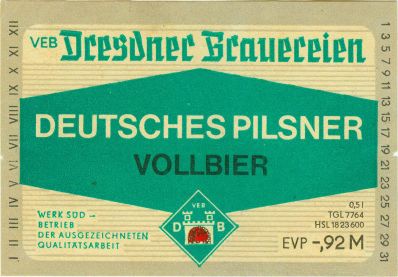 VEB Dresdner Brauereien
DEUTSCHES PILSNER
VOLLBIER
WERK SÜD –
BETRIEB
DER AUSGEZEICHNETEN
QUALITÄTSARBEIT
VEB
D B
0,5 l
TGL 7764
HSL 1823600
EVP -,92 M
I II III IV V VI VII VIII IX X XI XII
1 3 5 7 9 11 13 15 17 19 21 23 25 27 29 31